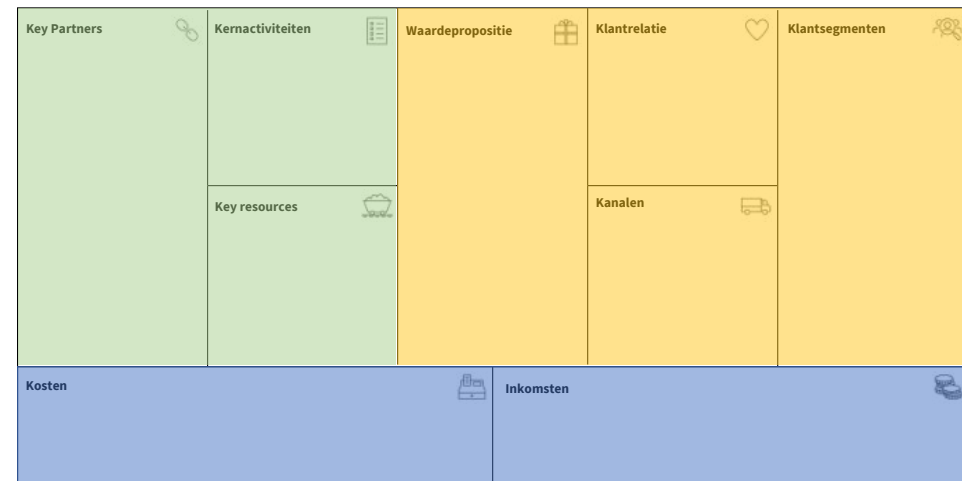 Key Partners
Kernactiviteiten
Waardepropositie
Klantrelatie
Klantsegmenten
Key resources
Kanalen
Kosten
Inkomsten